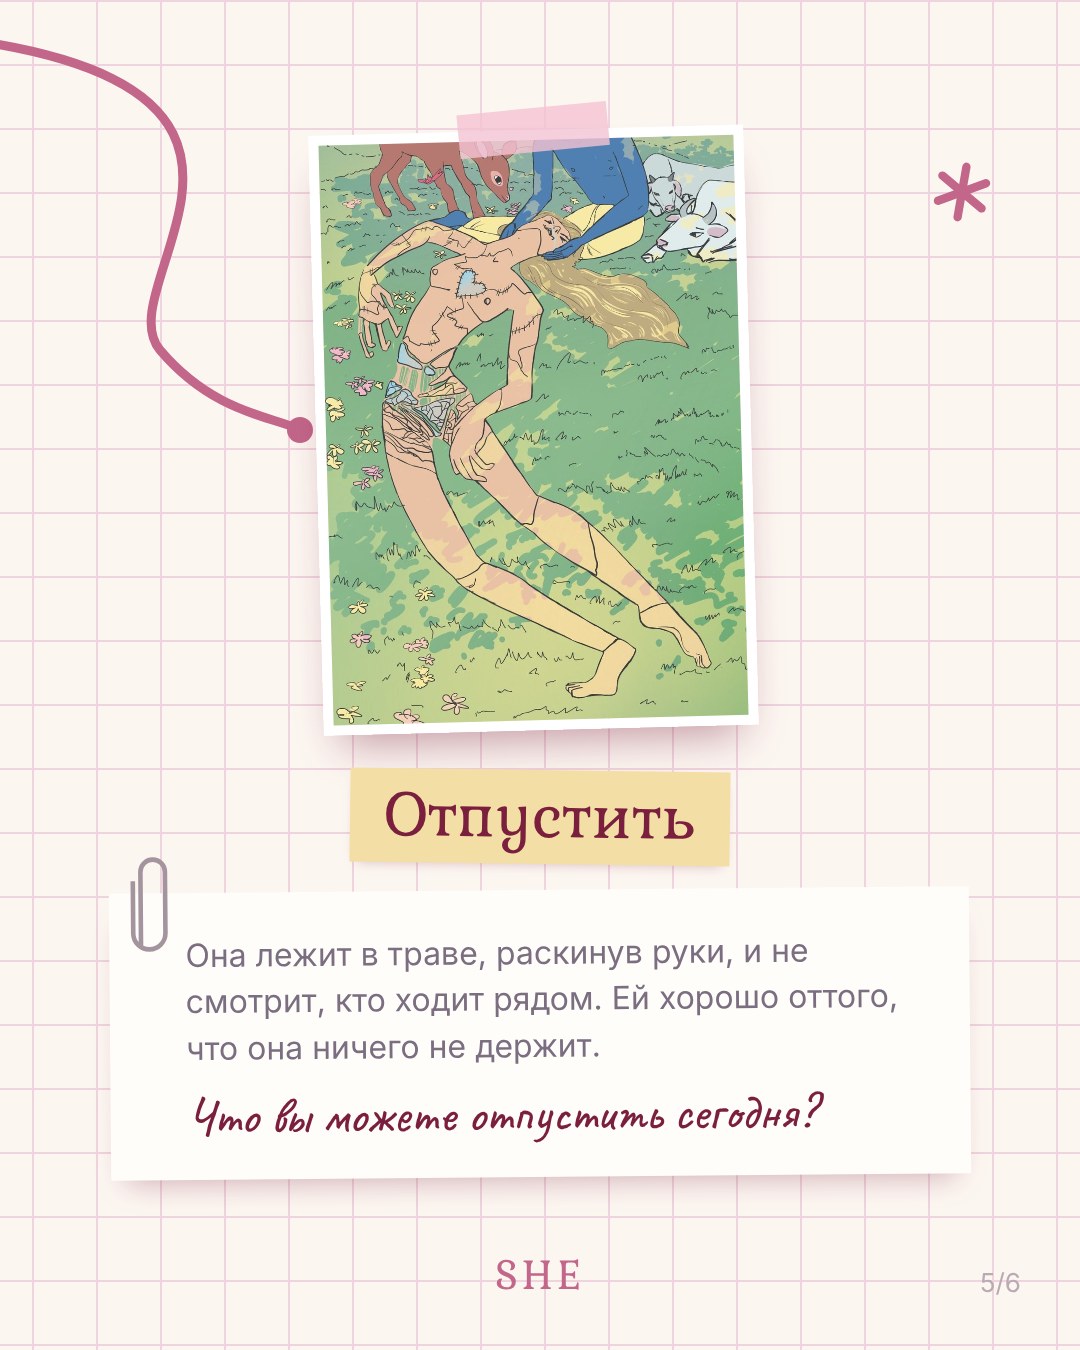 Отпустить
Она лежит в траве, раскинув руки, и не
смотрит, кто ходит рядом. Ей хорошо оттого,
что она ничего не держит.
Что вы можете отпустить сегодня?
SHE
5/6